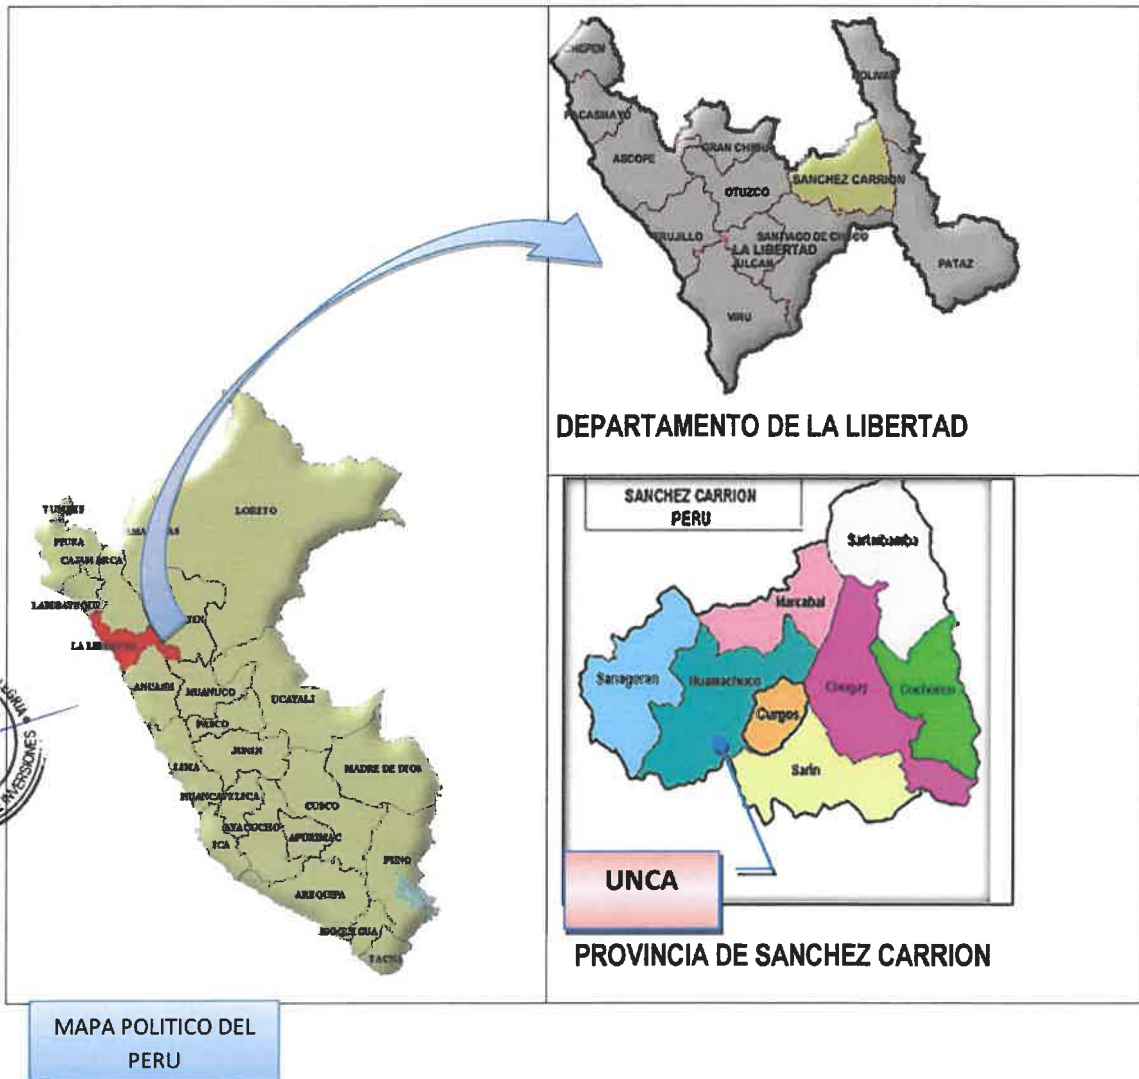 CHEPEN
BOLIVAR
PACASMAYO
ASCOPE
GRAN CHIMU
SANCHEZ CARRION
OTUZCO
TRUJILLO
SANTIAGO DE CHUCO
LA LIBERTAD
JULCAN
PATAZ
VIRU
DEPARTAMENTO DE LA LIBERTAD
TUMBES
PIURA
LORETO
CAJAMARCA
LAMBAYEQUE
ANCASH
HUANUCO
UCAYALI
PASCO
JUNIN
LIMA
MADRE DE DIOS
HUANCAVELICA
CUSCO
AYACUCHO
APURIMAC
ICA
PUNO
AREQUIPA
MOQUEGUA
TACNA
INVERSIONES
MAPA POLITICO DEL
PERU
SANCHEZ CARRION
PERU
Sartimbamba
Marcabal
Sanagoran
Huamachuco
Chugay
Cochorco
Curgos
Sarin
UNCA
PROVINCIA DE SANCHEZ CARRION